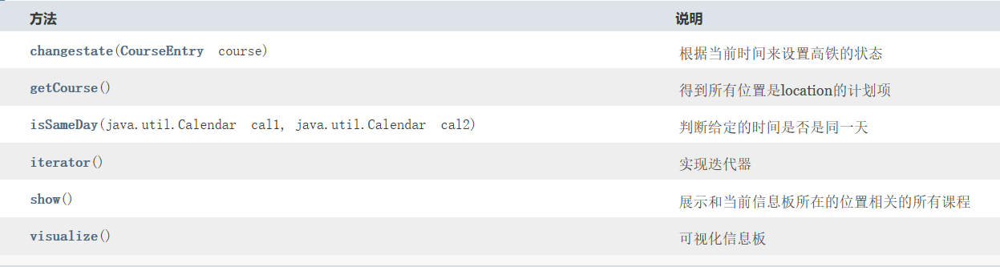 方法 说明
changestate(CourseEntry course) 根据当前时间来设置高铁的状态
getCourse() 得到所有位置是location的计划项
isSameDay(java.util.Calendar cal1, java.util.Calendar cal2) 判断给定的时间是否是同一天
iterator() 实现迭代器
show() 展示和当前信息板所在的位置相关的所有课程
visualize() 可视化信息板